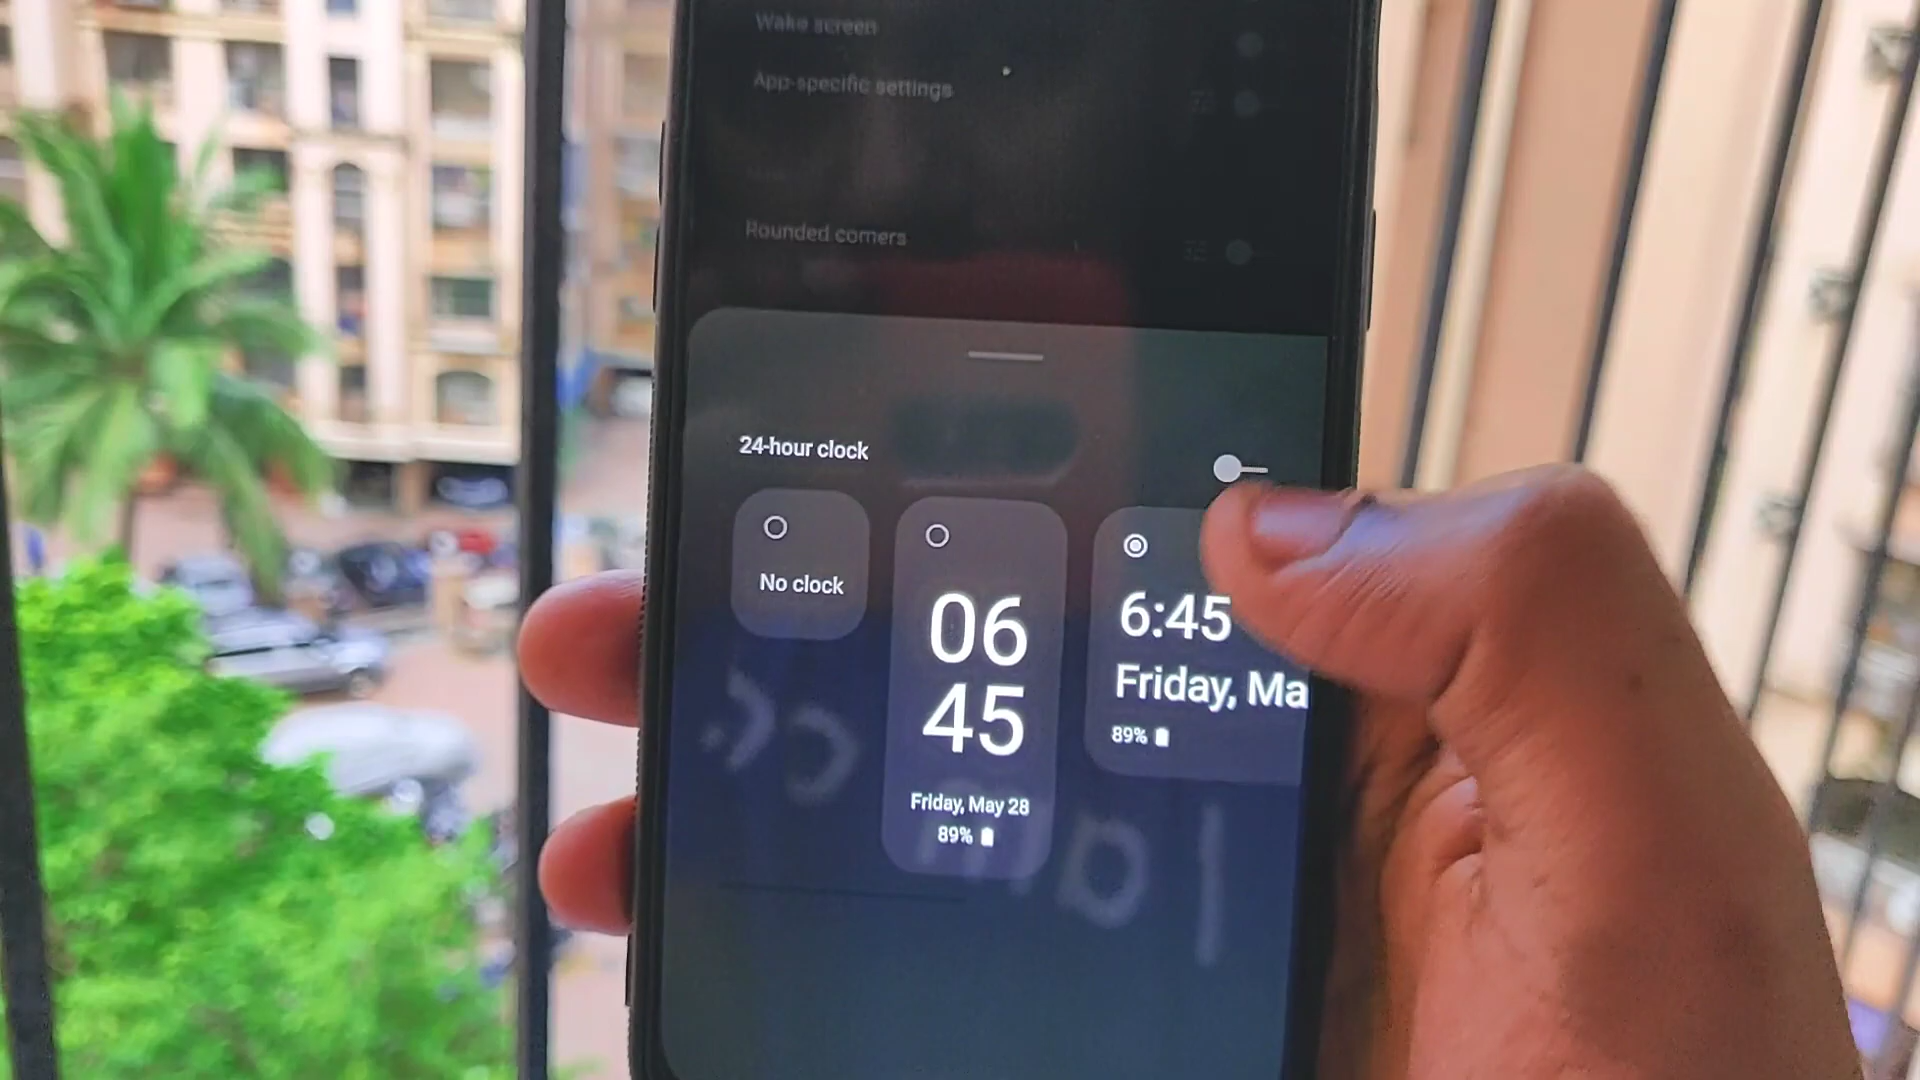 Wake screen
App-specific settings
Rounded corners
24-hour clock
No clock
06
45
Friday, May 28
89%
6:45
Friday, Ma
89%